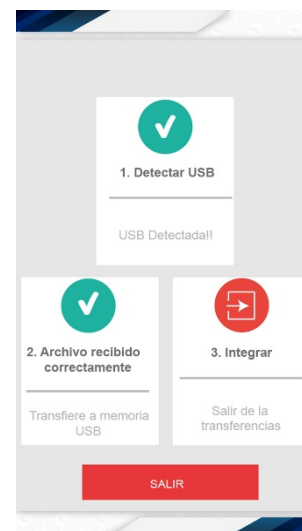 1. Detectar USB
USB Detectada!!
2. Archivo recibido
correctamente
Transfiere a memoria
USB
3. Integrar
Salir de la
transferencias
SALIR